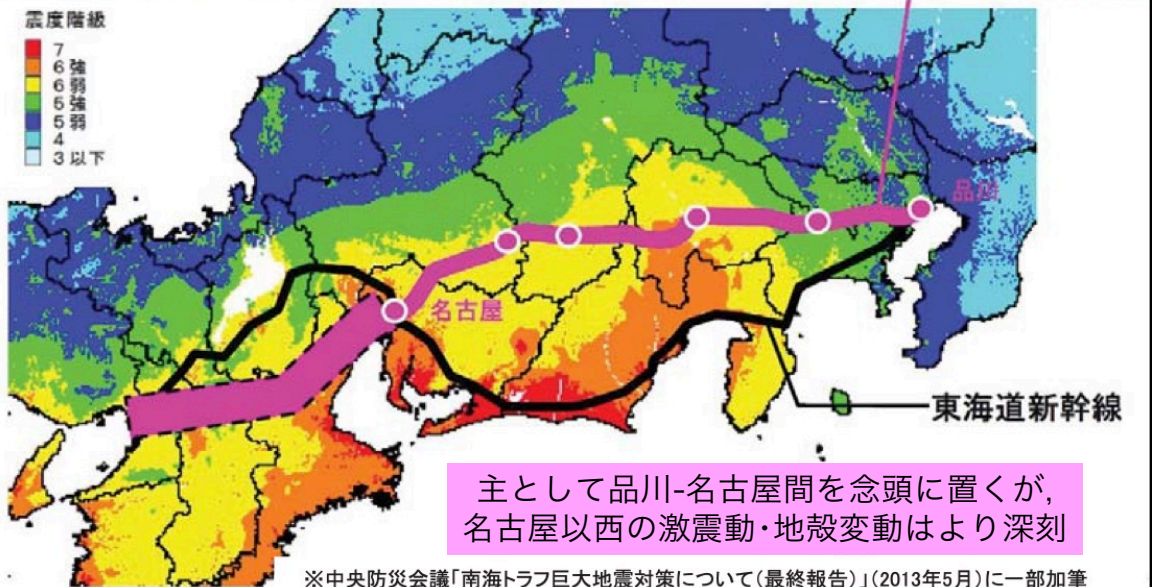 震度階級
7
6強
6弱
5強
5弱
4
3以下
品川
名古屋
東海道新幹線
主として品川-名古屋間を念頭に置くが,
名古屋以西の激震動・地殻変動はより深刻
※中央防災会議「南海トラフ巨大地震対策について(最終報告)」(2013年5月)に一部加筆